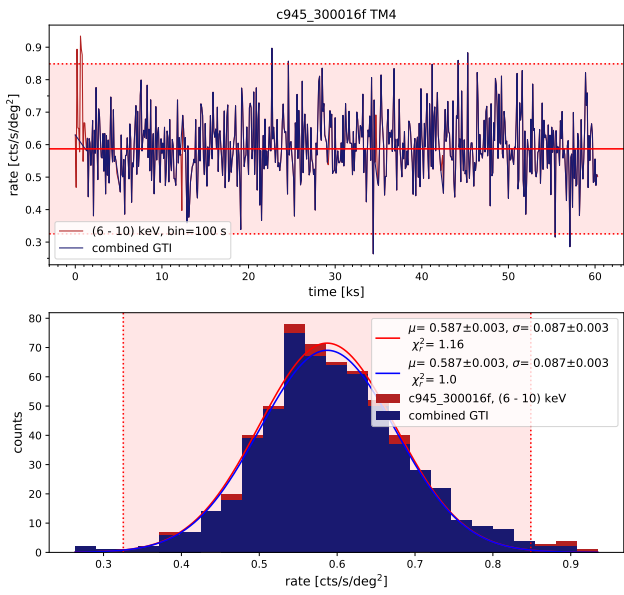 c945_300016f TM4
0.9
0.8
0.7
0.6
0.5
0.4
0.3
rate [cts/s/deg²]
(6 - 10) keV, bin=100 s
combined GTI
0 10 20 30 40 50 60
time [ks]
80
70
60
50
40
30
20
10
0
counts
μ= 0.587±0.003, σ= 0.087±0.003
χ²ᵣ= 1.16
μ= 0.587±0.003, σ= 0.087±0.003
χ²ᵣ= 1.0
c945_300016f, (6 - 10) keV
combined GTI
0.3 0.4 0.5 0.6 0.7 0.8 0.9
rate [cts/s/deg²]